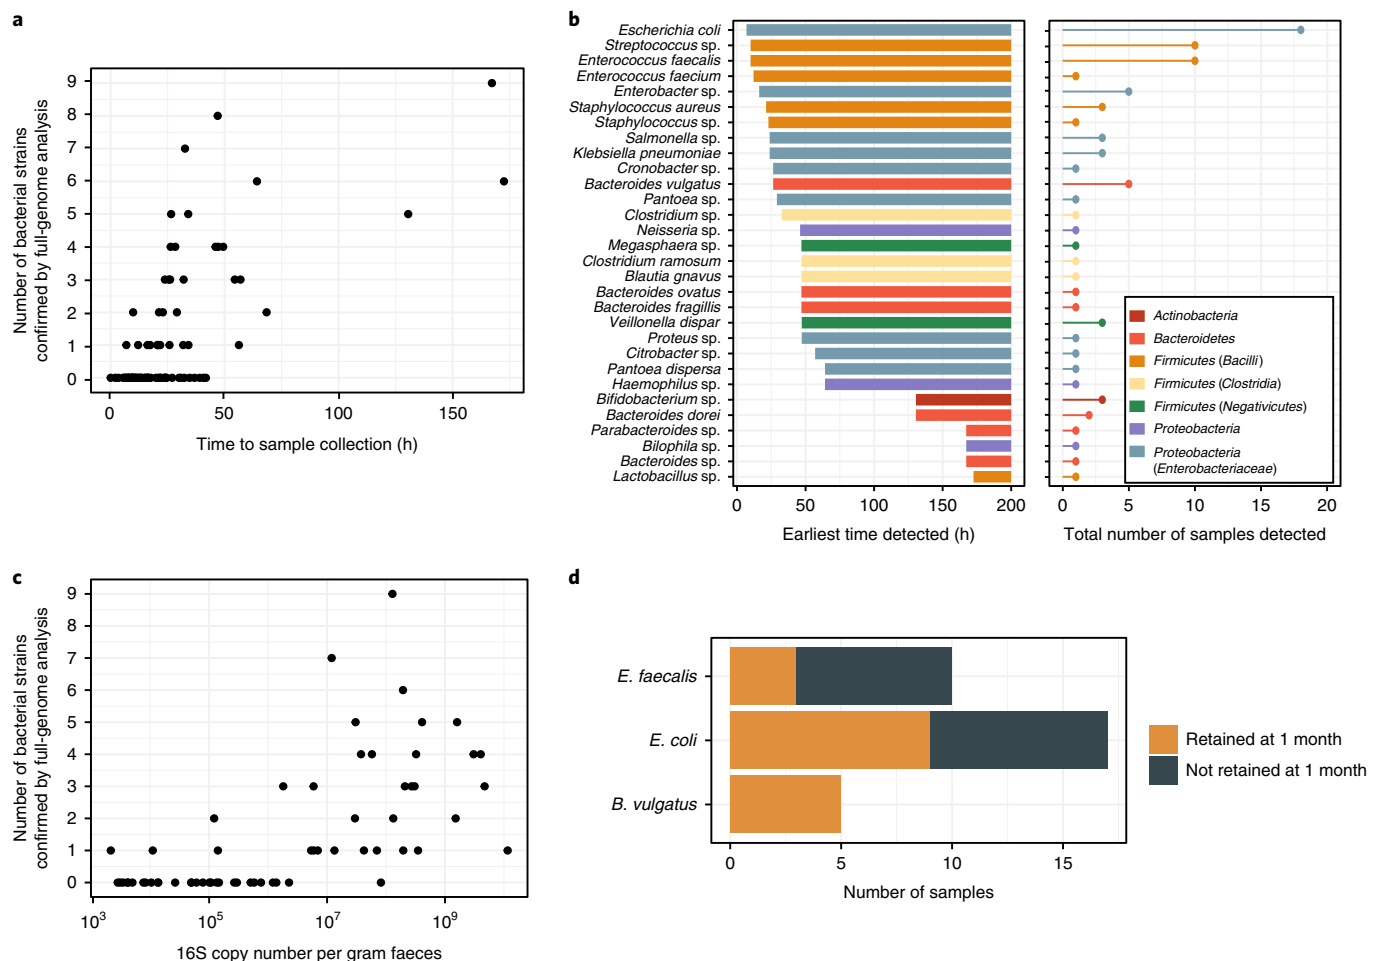 a
Number of bacterial strains
confirmed by full-genome analysis
9
8
7
6
5
4
3
2
1
0
0
50
100
150
Time to sample collection (h)
b
Escherichia coli
Streptococcus sp.
Enterococcus faecalis
Enterococcus faecium
Enterobacter sp.
Staphylococcus aureus
Staphylococcus sp.
Salmonella sp.
Klebsiella pneumoniae
Cronobacter sp.
Bacteroides vulgatus
Pantoea sp.
Clostridium sp.
Neisseria sp.
Megasphaera sp.
Clostridium ramosum
Blautia gnavus
Bacteroides ovatus
Bacteroides fragillis
Veillonella dispar
Proteus sp.
Citrobacter sp.
Pantoea dispersa
Haemophilus sp.
Bifidobacterium sp.
Bacteroides dorei
Parabacteroides sp.
Bilophila sp.
Bacteroides sp.
Lactobacillus sp.
0
50
100
150
200
Earliest time detected (h)
Actinobacteria
Bacteroidetes
Firmicutes (Bacilli)
Firmicutes (Clostridia)
Firmicutes (Negativicutes)
Proteobacteria
Proteobacteria
(Enterobacteriaceae)
0
5
10
15
20
Total number of samples detected
c
Number of bacterial strains
confirmed by full-genome analysis
9
8
7
6
5
4
3
2
1
0
10³
10⁵
10⁷
10⁹
16S copy number per gram faeces
d
E. faecalis
E. coli
B. vulgatus
0
5
10
15
Number of samples
Retained at 1 month
Not retained at 1 month